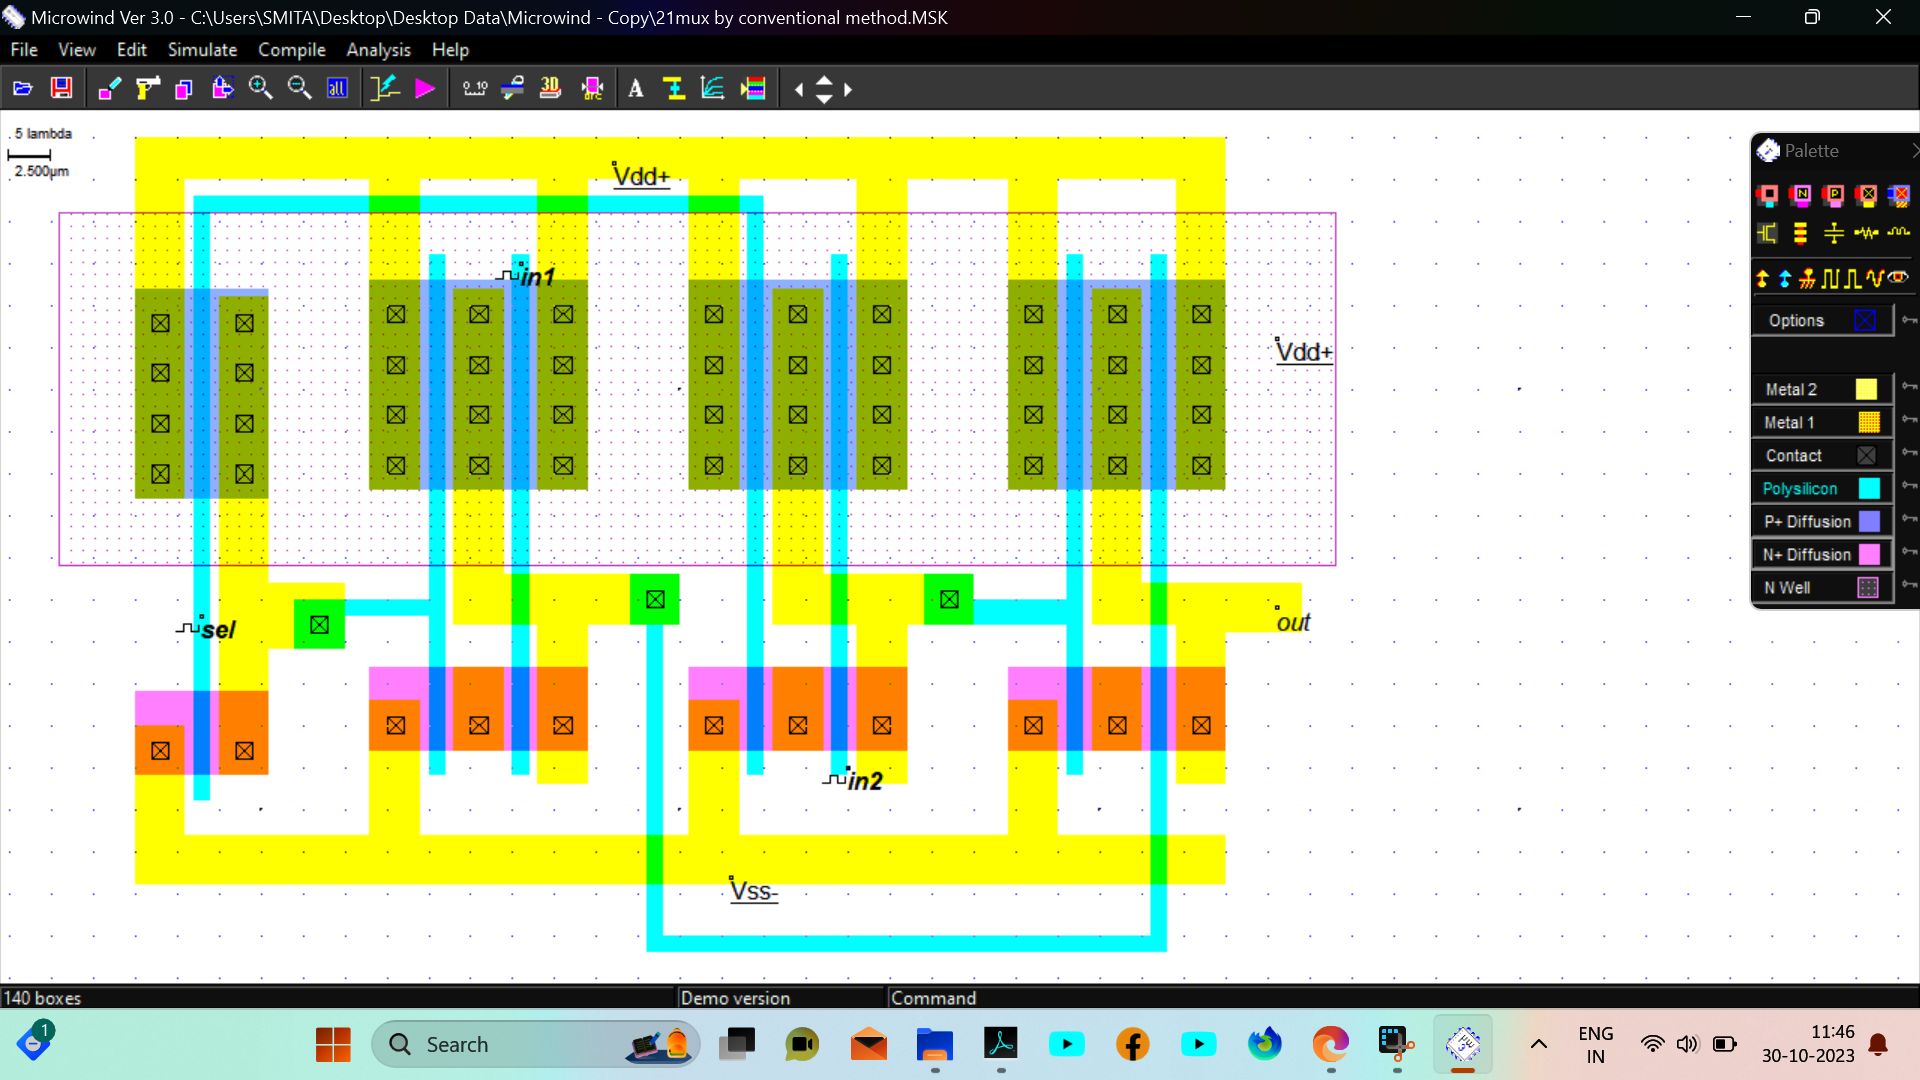 Microwind Ver 3.0 - C:\Users\SMITA\Desktop\Desktop Data\Microwind - Copy\21mux by conventional method.MSK
File View Edit Simulate Compile Analysis Help
5 lambda
2.500µm
Vdd+
in1
Vdd+
sel
out
in2
Vss-
Palette
Options
Metal 2
Metal 1
Contact
Polysilicon
P+ Diffusion
N+ Diffusion
N Well
140 boxes
Demo version
Command
1
Search
ENG
IN
11:46
30-10-2023